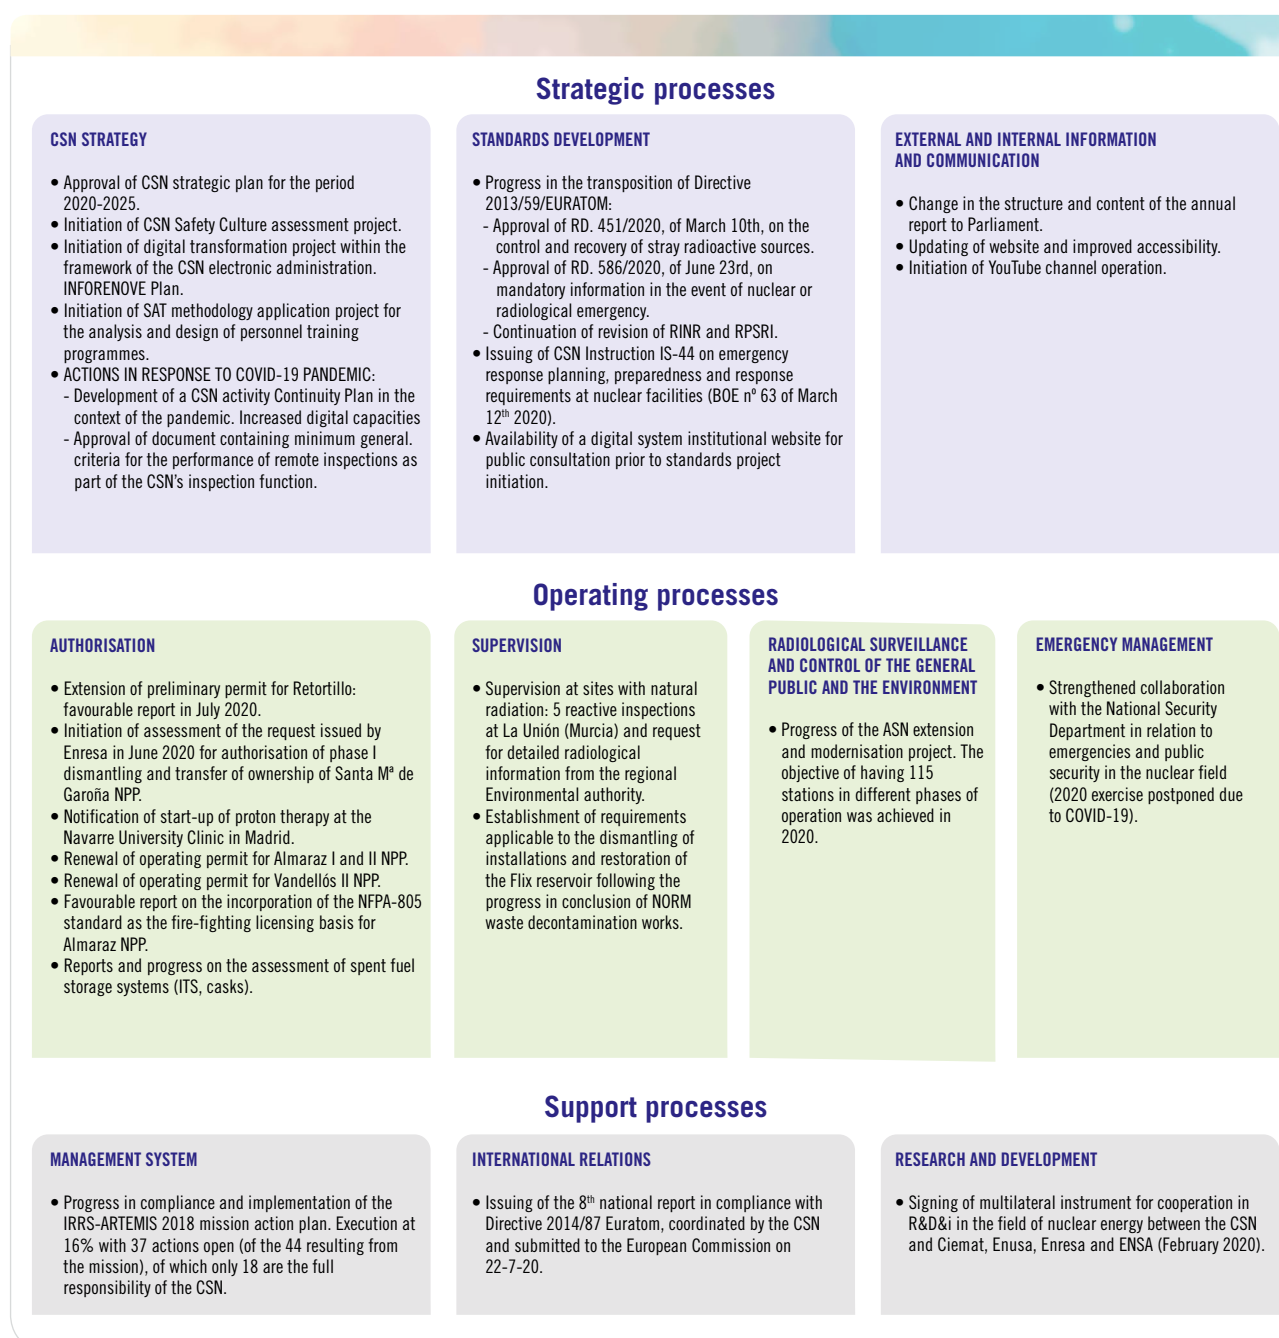 Strategic processes
CSN STRATEGY
• Approval of CSN strategic plan for the period
2020-2025.
• Initiation of CSN Safety Culture assessment project.
• Initiation of digital transformation project within the
framework of the CSN electronic administration.
INFORENOVE Plan.
• Initiation of SAT methodology application project for
the analysis and design of personnel training
programmes.
• ACTIONS IN RESPONSE TO COVID-19 PANDEMIC:
- Development of a CSN activity Continuity Plan in the
context of the pandemic. Increased digital capacities
- Approval of document containing minimum general.
criteria for the performance of remote inspections as
part of the CSN's inspection function.
STANDARDS DEVELOPMENT
• Progress in the transposition of Directive
2013/59/EURATOM:
- Approval of RD. 451/2020, of March 10th, on the
control and recovery of stray radioactive sources.
- Approval of RD. 586/2020, of June 23rd, on
mandatory information in the event of nuclear or
radiological emergency.
- Continuation of revision of RINR and RPSRI.
• Issuing of CSN Instruction IS-44 on emergency
response planning, preparedness and response
requirements at nuclear facilities (BOE nº 63 of March
12th 2020).
• Availability of a digital system institutional website for
public consultation prior to standards project
initiation.
EXTERNAL AND INTERNAL INFORMATION
AND COMMUNICATION
• Change in the structure and content of the annual
report to Parliament.
• Updating of website and improved accessibility.
• Initiation of YouTube channel operation.
Operating processes
AUTHORISATION
• Extension of preliminary permit for Retortillo:
favourable report in July 2020.
• Initiation of assessment of the request issued by
Enresa in June 2020 for authorisation of phase I
dismantling and transfer of ownership of Santa Mª de
Garoña NPP.
• Notification of start-up of proton therapy at the
Navarre University Clinic in Madrid.
• Renewal of operating permit for Almaraz I and II NPP.
• Renewal of operating permit for Vandellós II NPP.
• Favourable report on the incorporation of the NFPA-805
standard as the fire-fighting licensing basis for
Almaraz NPP.
• Reports and progress on the assessment of spent fuel
storage systems (ITS, casks).
SUPERVISION
• Supervision at sites with natural
radiation: 5 reactive inspections
at La Unión (Murcia) and request
for detailed radiological
information from the regional
Environmental authority.
• Establishment of requirements
applicable to the dismantling of
installations and restoration of
the Flix reservoir following the
progress in conclusion of NORM
waste decontamination works.
RADIOLOGICAL SURVEILLANCE
AND CONTROL OF THE GENERAL
PUBLIC AND THE ENVIRONMENT
• Progress of the ASN extension
and modernisation project. The
objective of having 115
stations in different phases of
operation was achieved in
2020.
EMERGENCY MANAGEMENT
• Strengthened collaboration
with the National Security
Department in relation to
emergencies and public
security in the nuclear field
(2020 exercise postponed due
to COVID-19).
Support processes
MANAGEMENT SYSTEM
• Progress in compliance and implementation of the
IRRS-ARTEMIS 2018 mission action plan. Execution at
16% with 37 actions open (of the 44 resulting from
the mission), of which only 18 are the full
responsibility of the CSN.
INTERNATIONAL RELATIONS
• Issuing of the 8th national report in compliance with
Directive 2014/87 Euratom, coordinated by the CSN
and submitted to the European Commission on
22-7-20.
RESEARCH AND DEVELOPMENT
• Signing of multilateral instrument for cooperation in
R&D&i in the field of nuclear energy between the CSN
and Ciemat, Enusa, Enresa and ENSA (February 2020).